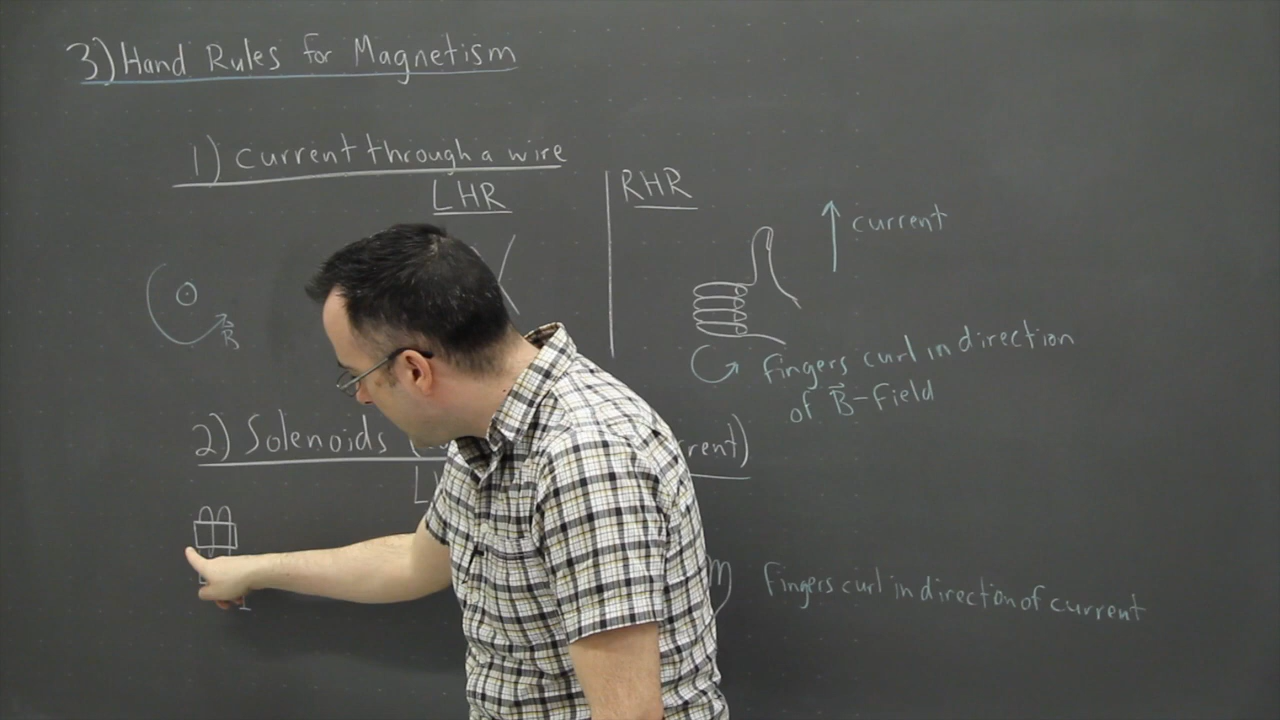 3) Hand Rules for Magnetism
1) Current through a wire
LHR
RHR
current
B
Fingers curl in direction
of B-Field
2) Solenoids (
rent)
L
I
Fingers curl in direction of current